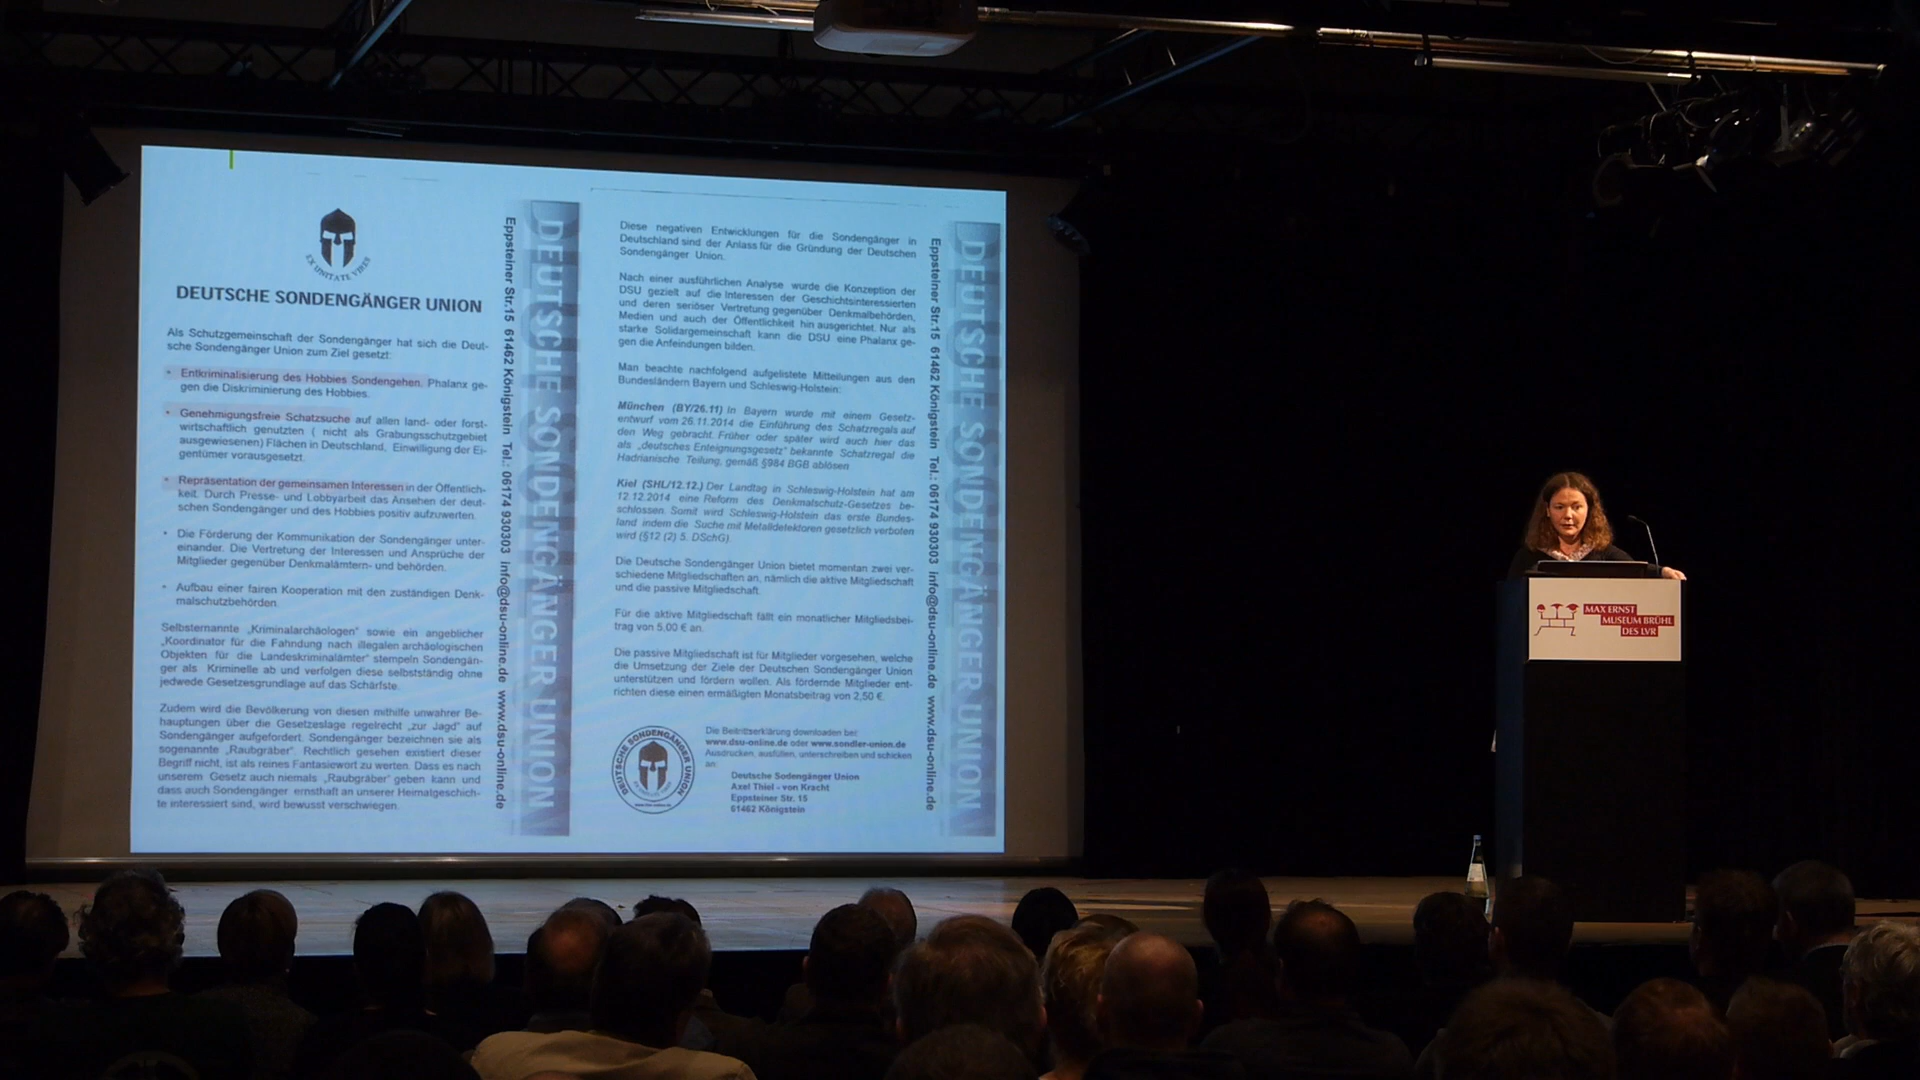 EX UNITATE VIRES
DEUTSCHE SONDENGÄNGER UNION
Als Schutzgemeinschaft der Sondengänger hat sich die Deut-
sche Sondengänger Union zum Ziel gesetzt:
• Entkriminalisierung des Hobbies Sondengehen. Phalanx ge-
gen die Diskriminierung des Hobbies.
• Genehmigungsfreie Schatzsuche auf allen land- oder forst-
wirtschaftlich genutzten ( nicht als Grabungsschutzgebiet
ausgewiesenen) Flächen in Deutschland, Einwilligung der Ei-
gentümer vorausgesetzt.
• Repräsentation der gemeinsamen Interessen in der Öffentlich-
keit. Durch Presse- und Lobbyarbeit das Ansehen der deut-
schen Sondengänger und des Hobbies positiv aufzuwerten.
• Die Förderung der Kommunikation der Sondengänger unter-
einander. Die Vertretung der Interessen und Ansprüche der
Mitglieder gegenüber Denkmalämtern- und behörden.
• Aufbau einer fairen Kooperation mit den zuständigen Denk-
malschutzbehörden.
Selbsternannte „Kriminalarchäologen" sowie ein angeblicher
„Koordinator für die Fahndung nach illegalen archäologischen
Objekten für die Landeskriminalämter" stempeln Sondengän-
ger als Kriminelle ab und verfolgen diese selbstständig ohne
jedwede Gesetzesgrundlage auf das Schärfste.
Zudem wird die Bevölkerung von diesen mithilfe unwahrer Be-
hauptungen über die Gesetzeslage regelrecht „zur Jagd" auf
Sondengänger aufgefordert. Sondengänger bezeichnen sie als
sogenannte „Raubgräber". Rechtlich gesehen existiert dieser
Begriff nicht, ist als reines Fantasiewort zu werten. Dass es nach
unserem Gesetz auch niemals „Raubgräber" geben kann und
dass auch Sondengänger ernsthaft an unserer Heimatgeschich-
te interessiert sind, wird bewusst verschwiegen.
Eppsteiner Str.15 61462 Königstein Tel.: 06174 930303 info@dsu-online.de www.dsu-online.de
DEUTSCHE SONDENGÄNGER UNION
Diese negativen Entwicklungen für die Sondengänger in
Deutschland sind der Anlass für die Gründung der Deutschen
Sondengänger Union.
Nach einer ausführlichen Analyse wurde die Konzeption der
DSU gezielt auf die Interessen der Geschichtsinteressierten
und deren seriöser Vertretung gegenüber Denkmalbehörden,
Medien und auch der Öffentlichkeit hin ausgerichtet. Nur als
starke Solidargemeinschaft kann die DSU eine Phalanx ge-
gen die Anfeindungen bilden.
Man beachte nachfolgend aufgelistete Mitteilungen aus den
Bundesländern Bayern und Schleswig-Holstein:
München (BY/26.11) In Bayern wurde mit einem Gesetz-
entwurf vom 26.11.2014 die Einführung des Schatzregals auf
den Weg gebracht. Früher oder später wird auch hier das
als „deutsches Enteignungsgesetz" bekannte Schatzregal die
Hadrianische Teilung, gemäß §984 BGB ablösen
Kiel (SHL/12.12.) Der Landtag in Schleswig-Holstein hat am
12.12.2014 eine Reform des Denkmalschutz-Gesetzes be-
schlossen. Somit wird Schleswig-Holstein das erste Bundes-
land indem die Suche mit Metalldetektoren gesetzlich verboten
wird (§12 (2) 5. DSchG).
Die Deutsche Sondengänger Union bietet momentan zwei ver-
schiedene Mitgliedschaften an, nämlich die aktive Mitgliedschaft
und die passive Mitgliedschaft.
Für die aktive Mitgliedschaft fällt ein monatlicher Mitgliedsbei-
trag von 5,00 € an.
Die passive Mitgliedschaft ist für Mitglieder vorgesehen, welche
die Umsetzung der Ziele der Deutschen Sondengänger Union
unterstützen und fördern wollen. Als fördernde Mitglieder ent-
richten diese einen ermäßigten Monatsbeitrag von 2,50 €.
DEUTSCHE SONDENGÄNGER UNION
Die Beitrittserklärung downloaden bei:
www.dsu-online.de oder www.sondler-union.de
Ausdrucken, ausfüllen, unterschreiben und schicken
an:
Deutsche Sodengänger Union
Axel Thiel - von Kracht
Eppsteiner Str. 15
61462 Königstein
Eppsteiner Str.15 61462 Königstein Tel.: 06174 930303 info@dsu-online.de www.dsu-online.de
DEUTSCHE SONDENGÄNGER UNION
MAX ERNST
MUSEUM BRÜHL
DES LVR